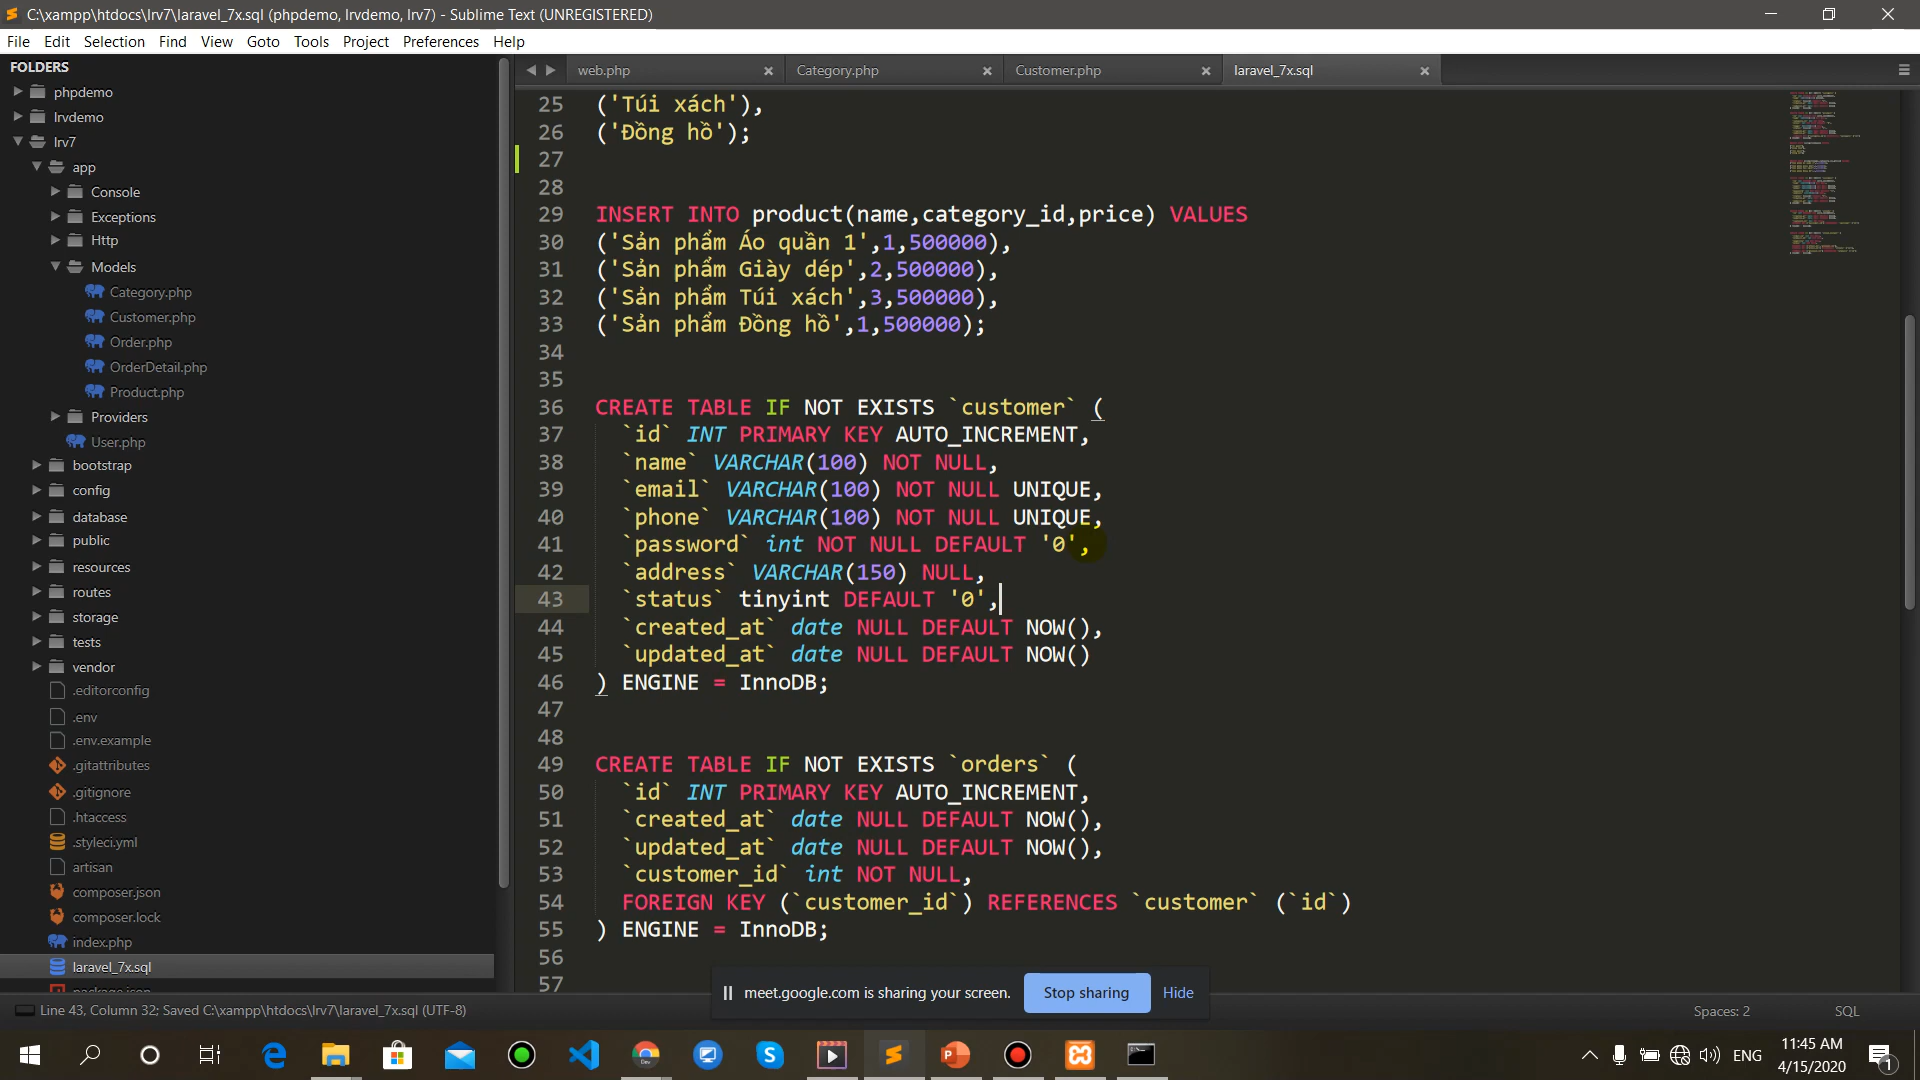 C:\xampp\htdocs\lrv7\laravel_7x.sql (phpdemo, lrvdemo, lrv7) - Sublime Text (UNREGISTERED)
File Edit Selection Find View Goto Tools Project Preferences Help
FOLDERS
phpdemo
lrvdemo
lrv7
app
Console
Exceptions
Http
Models
Category.php
Customer.php
Order.php
OrderDetail.php
Product.php
Providers
User.php
bootstrap
config
database
public
resources
routes
storage
tests
vendor
.editorconfig
.env
.env.example
.gitattributes
.gitignore
.htaccess
.styleci.yml
artisan
composer.json
composer.lock
index.php
laravel_7x.sql
package.json
web.php Category.php Customer.php laravel_7x.sql
25 ('Túi xách'),
26 ('Đồng hồ');
27
28
29 INSERT INTO product(name,category_id,price) VALUES
30 ('Sản phẩm Áo quần 1',1,500000),
31 ('Sản phẩm Giày dép',2,500000),
32 ('Sản phẩm Túi xách',3,500000),
33 ('Sản phẩm Đồng hồ',1,500000);
34
35
36 CREATE TABLE IF NOT EXISTS `customer` (
37 `id` INT PRIMARY KEY AUTO_INCREMENT,
38 `name` VARCHAR(100) NOT NULL,
39 `email` VARCHAR(100) NOT NULL UNIQUE,
40 `phone` VARCHAR(100) NOT NULL UNIQUE,
41 `password` int NOT NULL DEFAULT '0',
42 `address` VARCHAR(150) NULL,
43 `status` tinyint DEFAULT '0',
44 `created_at` date NULL DEFAULT NOW(),
45 `updated_at` date NULL DEFAULT NOW()
46 ) ENGINE = InnoDB;
47
48
49 CREATE TABLE IF NOT EXISTS `orders` (
50 `id` INT PRIMARY KEY AUTO_INCREMENT,
51 `created_at` date NULL DEFAULT NOW(),
52 `updated_at` date NULL DEFAULT NOW(),
53 `customer_id` int NOT NULL,
54 FOREIGN KEY (`customer_id`) REFERENCES `customer` (`id`)
55 ) ENGINE = InnoDB;
56
57
meet.google.com is sharing your screen. Stop sharing Hide
Line 43, Column 32; Saved C:\xampp\htdocs\lrv7\laravel_7x.sql (UTF-8)
Spaces: 2 SQL
ENG
11:45 AM
4/15/2020
1